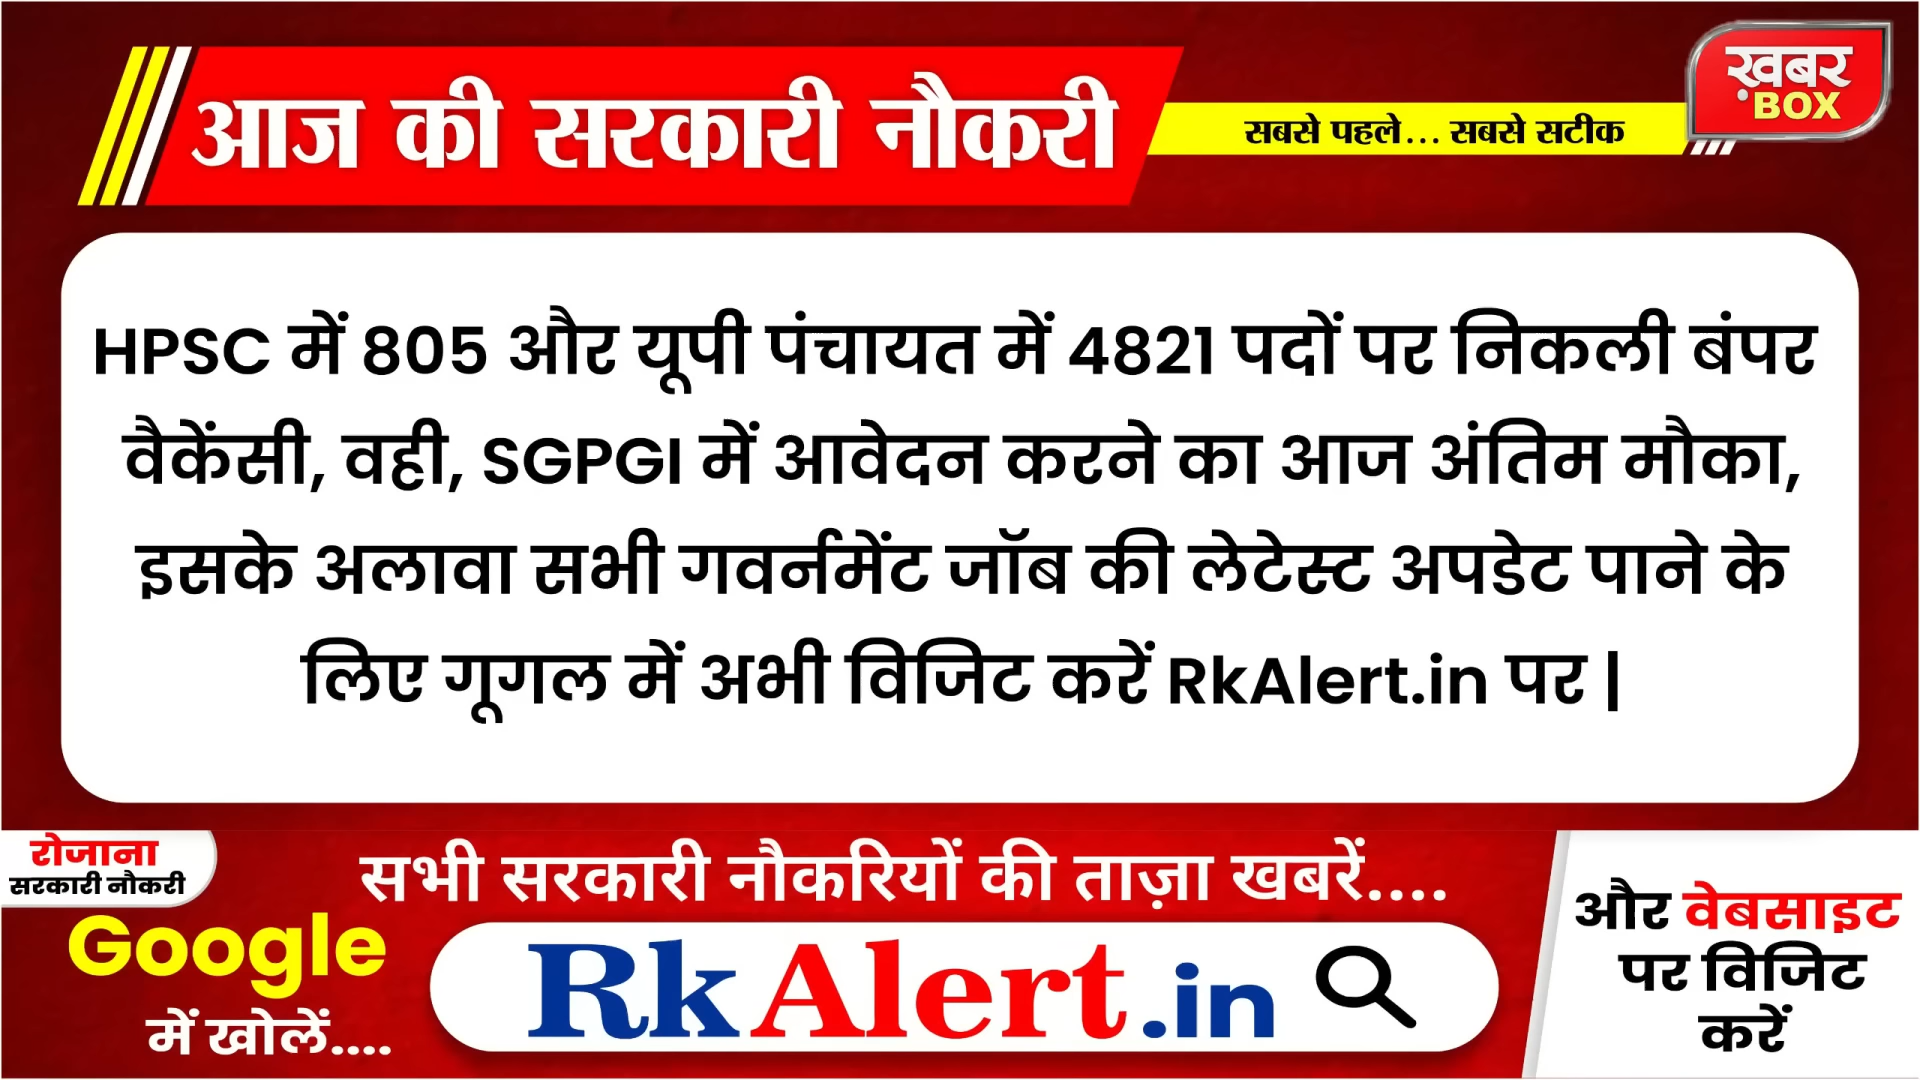 आज की सरकारी नौकरी
सबसे पहले... सबसे सटीक
ख़बर
BOX
HPSC में 805 और यूपी पंचायत में 4821 पदों पर निकली बंपर
वैकेंसी, वही, SGPGI में आवेदन करने का आज अंतिम मौका,
इसके अलावा सभी गवर्नमेंट जॉब की लेटेस्ट अपडेट पाने के
लिए गूगल में अभी विजिट करें RkAlert.in पर |
रोजाना
सरकारी नौकरी
Google
में खोलें....
सभी सरकारी नौकरियों की ताज़ा खबरें....
RkAlert.in
और वेबसाइट
पर विजिट
करें